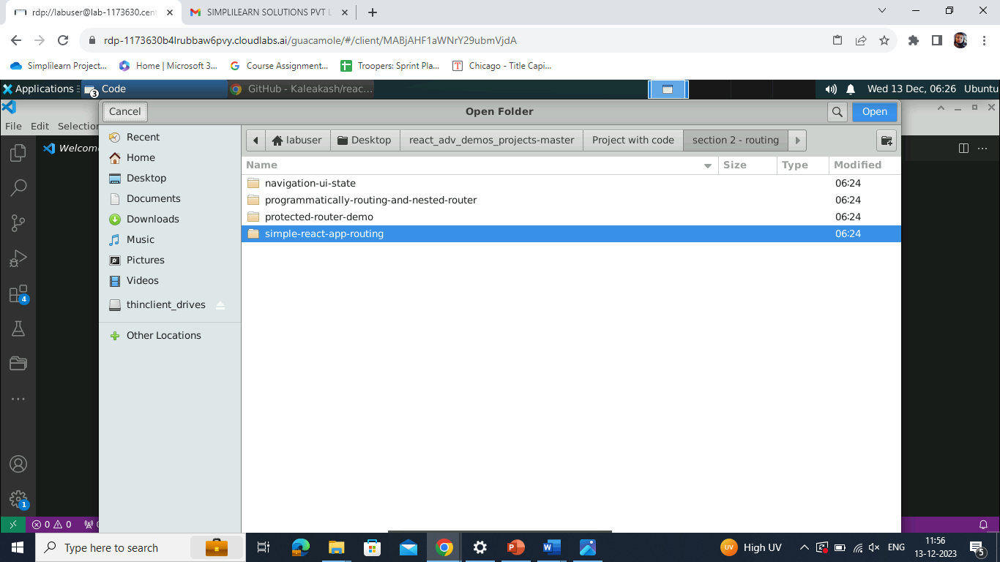 rdp://labuser@lab-1173630.cent
SIMPLILEARN SOLUTIONS PVT L
rdp-1173630b4lrubbaw6pvy.cloudlabs.ai/guacamole/#/client/MABjAHF1aWNrY29ubmVjdA
Simplilearn Project... Home | Microsoft 3... Course Assignment... Troopers: Sprint Pla... Chicago - Title Capi...
Applications 3 Code GitHub - Kaleakash/reac... Wed 13 Dec, 06:26 Ubuntu
Cancel Open Folder Open
File Edit Selection
Welcome
labuser Desktop react_adv_demos_projects-master Project with code section 2 - routing
Name Size Type Modified
navigation-ui-state 06:24
programmatically-routing-and-nested-router 06:24
protected-router-demo 06:24
simple-react-app-routing 06:24
Recent
Home
Desktop
Documents
Downloads
Music
Pictures
Videos
thinclient_drives
Other Locations
4
1
0 0
Type here to search
UV High UV ENG 11:56
13-12-2023 5